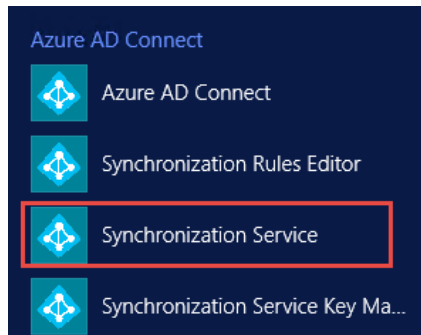 Azure AD Connect
Azure AD Connect
Synchronization Rules Editor
Synchronization Service
Synchronization Service Key Ma...